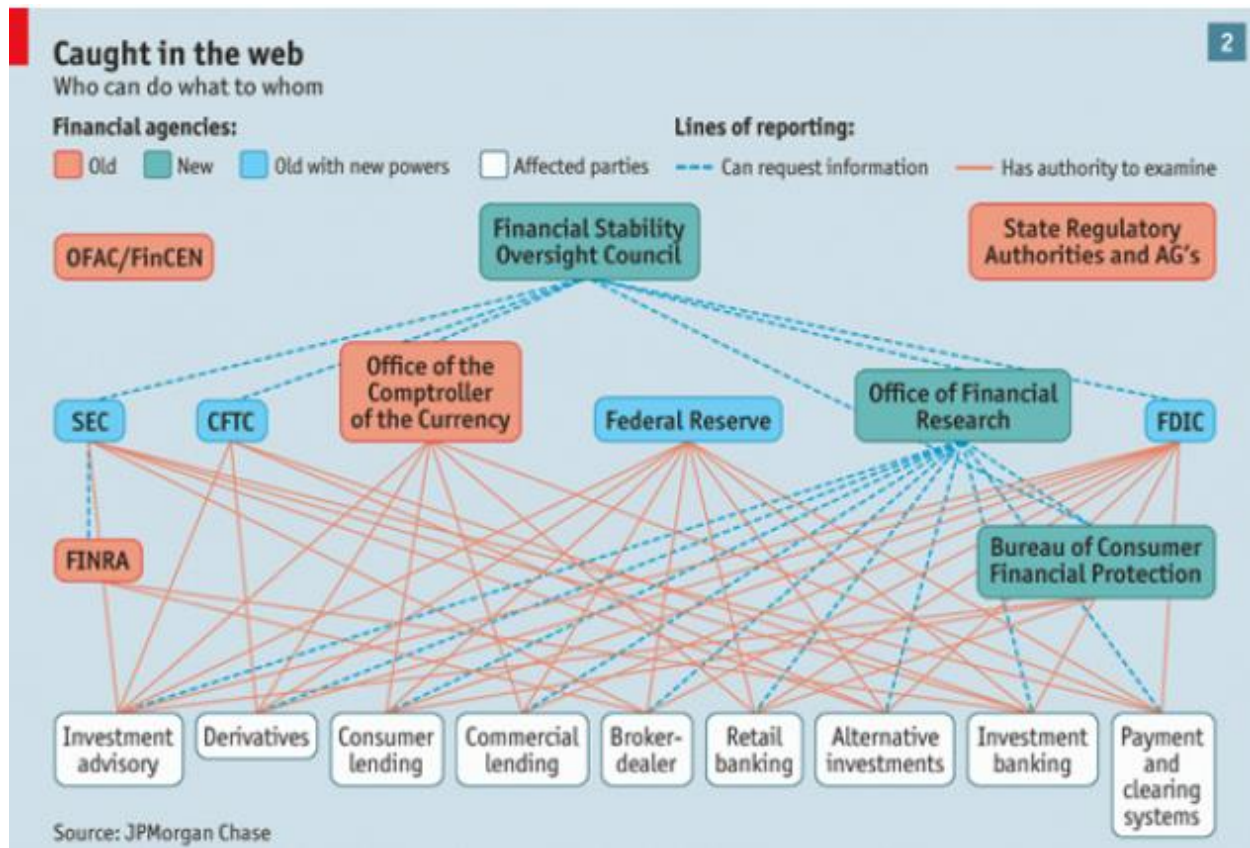 2
Caught in the web
Who can do what to whom
Financial agencies:
Lines of reporting:
Old
New
Old with new powers
Affected parties
Can request information
Has authority to examine
OFAC/FinCEN
Financial Stability
Oversight Council
State Regulatory
Authorities and AG's
SEC
CFTC
Office of the
Comptroller
of the Currency
Federal Reserve
Office of Financial
Research
FDIC
FINRA
Bureau of Consumer
Financial Protection
Investment
advisory
Derivatives
Consumer
lending
Commercial
lending
Broker-
dealer
Retail
banking
Alternative
investments
Investment
banking
Payment
and
clearing
systems
Source: JPMorgan Chase